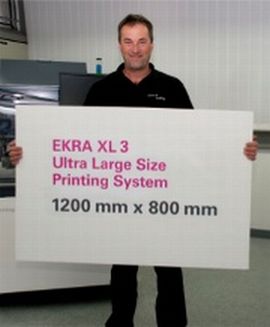 EKRA XL 3
Ultra Large Size
Printing System
1200 mm x 800 mm